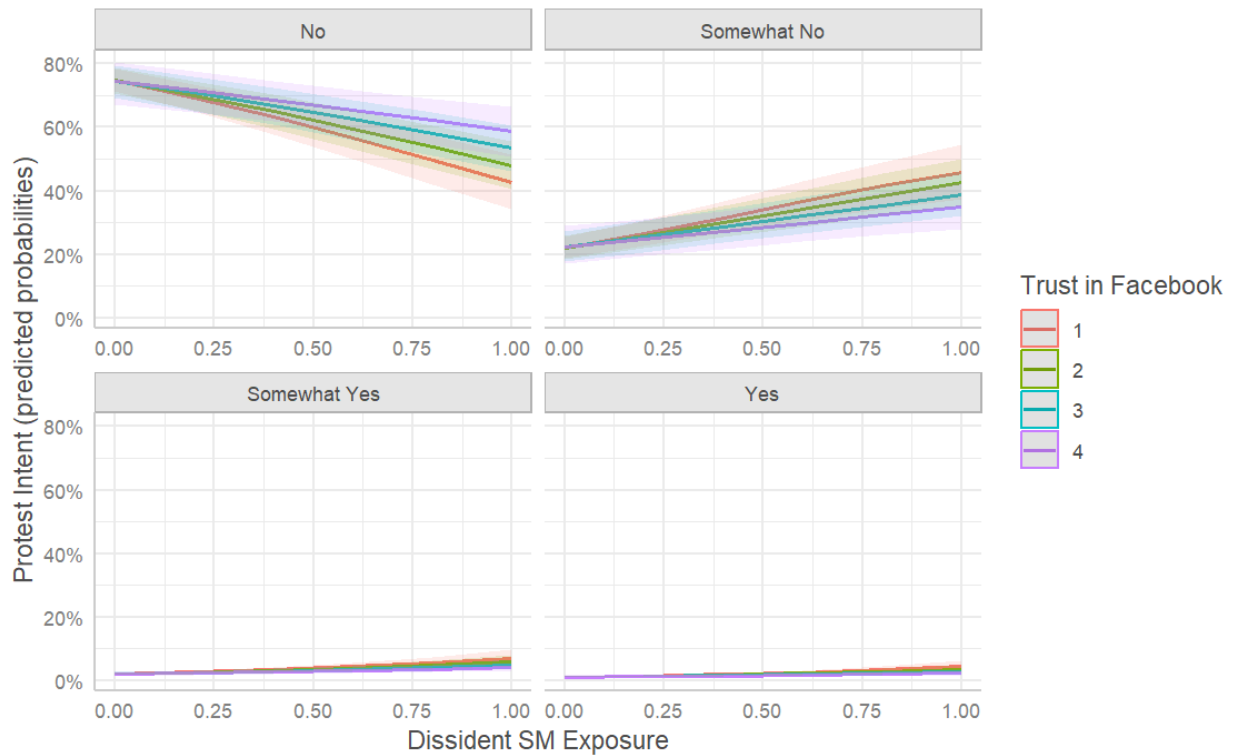 No
Somewhat No
80%
60%
40%
20%
0%
0.00 0.25 0.50 0.75 1.00
0.00 0.25 0.50 0.75 1.00
Somewhat Yes
Yes
80%
60%
40%
20%
0%
0.00 0.25 0.50 0.75 1.00
0.00 0.25 0.50 0.75 1.00
Protest Intent (predicted probabilities)
Dissident SM Exposure
Trust in Facebook
1
2
3
4